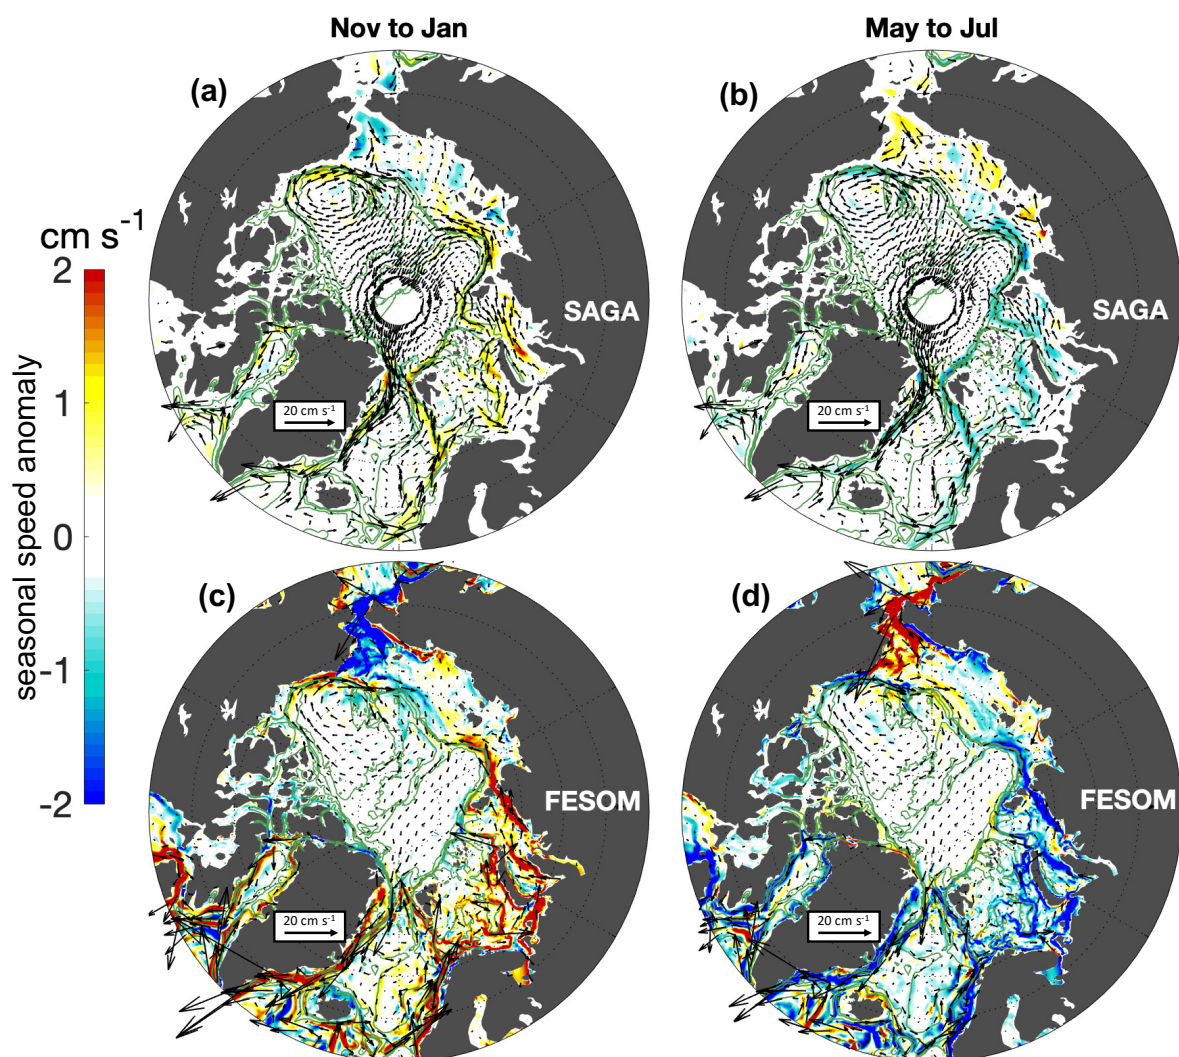 Nov to Jan
May to Jul
(a)
(b)
SAGA
SAGA
20 cm s⁻¹
20 cm s⁻¹
cm s⁻¹
2
1
0
-1
-2
seasonal speed anomaly
(c)
(d)
FESOM
FESOM
20 cm s⁻¹
20 cm s⁻¹